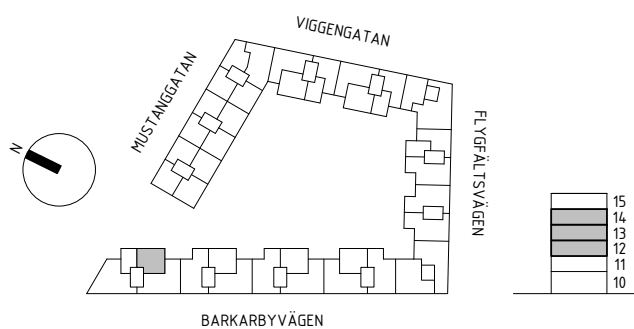 VIGGENGATAN
MUSTANGGATAN
FLYGFÄLTSVÄGEN
N
15
14
13
12
11
10
BARKARBYVÄGEN